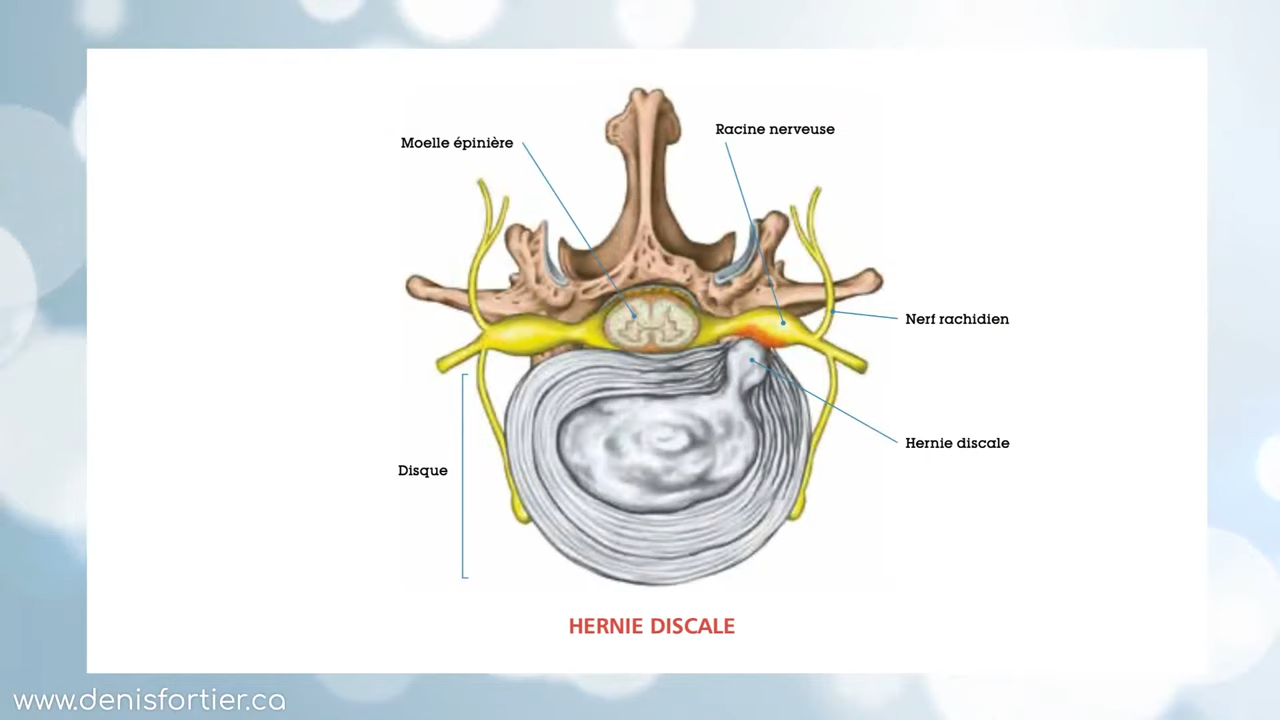 Racine nerveuse
Moelle épinière
Nerf rachidien
Hernie discale
Disque
HERNIE DISCALE
www.denisfortier.ca